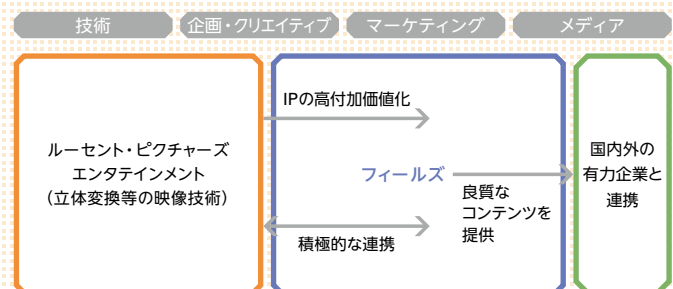 技術
企画・クリエイティブ
マーケティング
メディア
IPの高付加価値化
ルーセント・ピクチャーズ
エンタテインメント
（立体変換等の映像技術）
フィールズ
良質な
コンテンツを
提供
積極的な連携
国内外の
有力企業と
連携